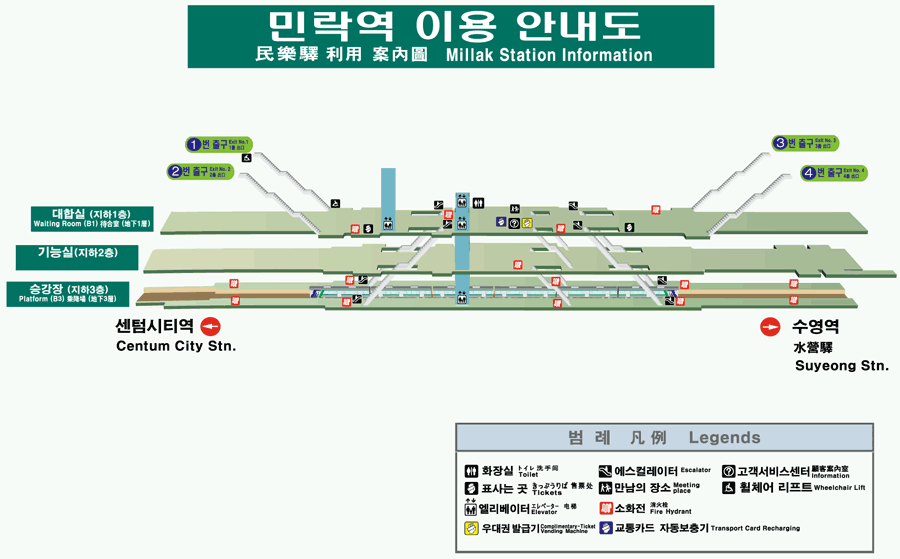 민락역 이용 안내도
民樂驛 利用 案內圖 Millak Station Information
1 번 출구 Exit No.1
1番 出口
2 번 출구 Exit No.2
2番 出口
3 번 출구 Exit No.3
3番 出口
4 번 출구 Exit No.4
4番 出口
대합실 (지하1층)
Waiting Room (B1) 待合室 (地下1層)
기능실(지하2층)
승강장 (지하3층)
Platform (B3) 乘降場 (地下3層)
센텀시티역
Centum City Stn.
수영역
水營驛
Suyeong Stn.
범 례 凡 例 Legends
화장실 トイレ 洗手间
Toilet
표사는 곳 きっぷうりば 售票处
Tickets
엘리베이터 エレベーター 电梯
Elevator
우대권 발급기 Complimentary-Ticket
Vending Machine
에스컬레이터 Escalator
만남의 장소 Meeting
place
소화전 消火栓
Fire Hydrant
교통카드 자동보충기 Transport Card Recharging
고객서비스센터 顧客案內室
Information
휠체어 리프트 Wheelchair Lift